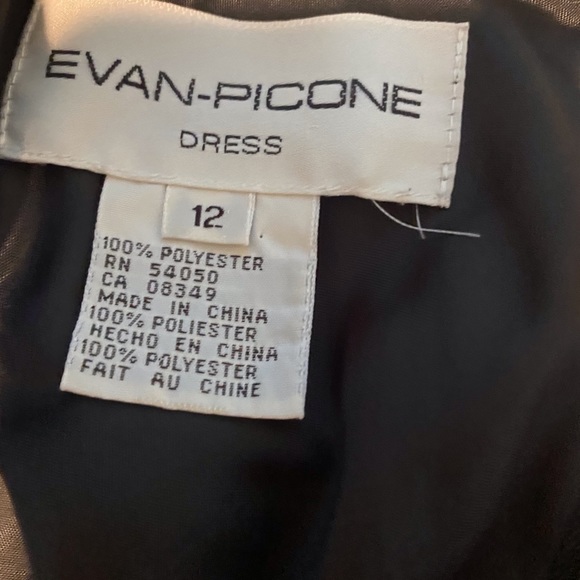 EVAN-PICONE
DRESS
12
100% POLYESTER
RN 54050
CA 08349
MADE IN CHINA
100% POLIESTER
HECHO EN CHINA
100% POLYESTER
FAIT AU CHINE